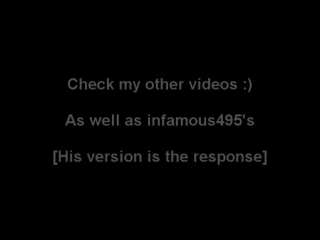 Check my other videos :)
As well as infamous495's
[His version is the response]